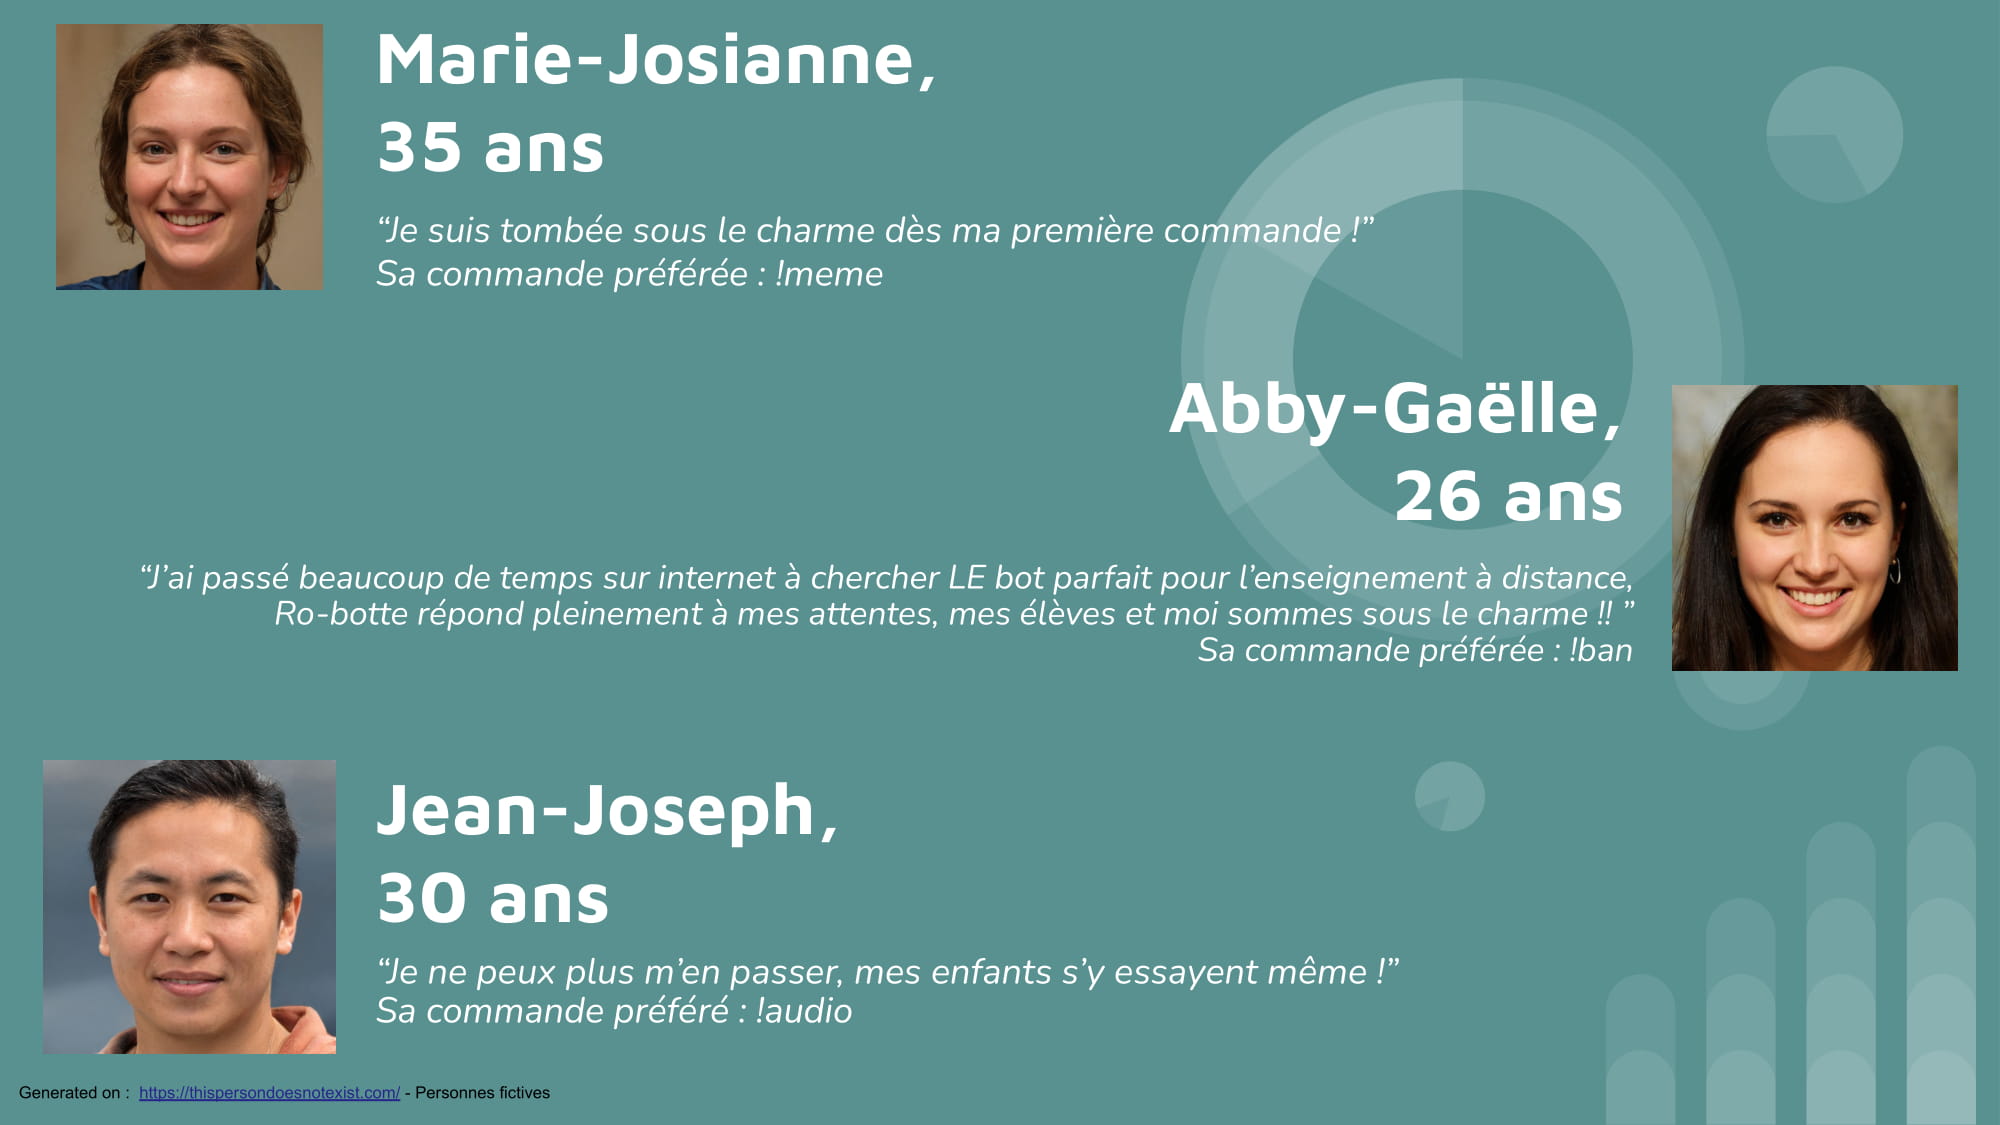 Marie-Josianne,
35 ans
“Je suis tombée sous le charme dès ma première commande !”
Sa commande préférée : !meme
Abby-Gaëlle,
26 ans
“J’ai passé beaucoup de temps sur internet à chercher LE bot parfait pour l’enseignement à distance,
Ro-botte répond pleinement à mes attentes, mes élèves et moi sommes sous le charme !! ”
Sa commande préférée : !ban
Jean-Joseph,
30 ans
“Je ne peux plus m’en passer, mes enfants s’y essayent même !”
Sa commande préféré : !audio
Generated on : https://thispersondoesnotexist.com/ - Personnes fictives